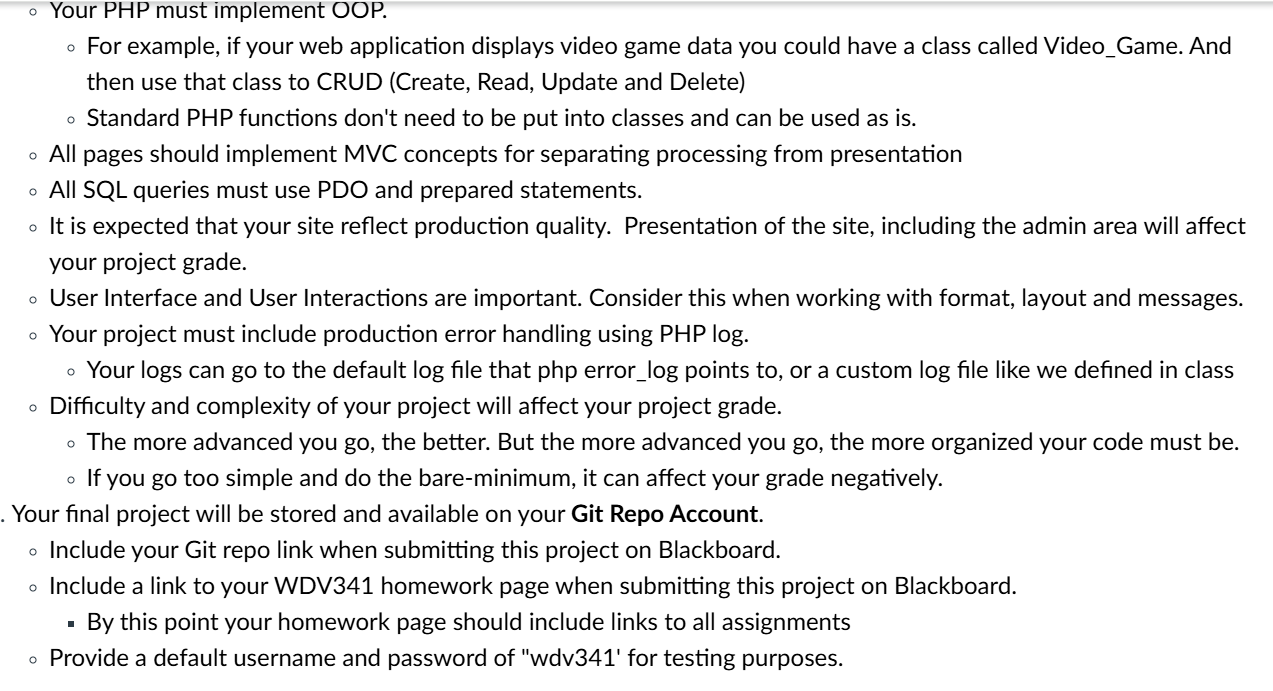 Your PHP must implement OOP.
For example, if your web application displays video game data you could have a class called Video_Game. And
then use that class to CRUD (Create, Read, Update and Delete)
Standard PHP functions don't need to be put into classes and can be used as is.
All pages should implement MVC concepts for separating processing from presentation
All SQL queries must use PDO and prepared statements.
It is expected that your site reflect production quality.  Presentation of the site, including the admin area will affect
your project grade.
User Interface and User Interactions are important. Consider this when working with format, layout and messages.
Your project must include production error handling using PHP log.
Your logs can go to the default log file that php error_log points to, or a custom log file like we defined in class
Difficulty and complexity of your project will affect your project grade.
The more advanced you go, the better. But the more advanced you go, the more organized your code must be.
If you go too simple and do the bare-minimum, it can affect your grade negatively.
. Your final project will be stored and available on your Git Repo Account.
Include your Git repo link when submitting this project on Blackboard.
Include a link to your WDV341 homework page when submitting this project on Blackboard.
By this point your homework page should include links to all assignments
Provide a default username and password of "wdv341' for testing purposes.